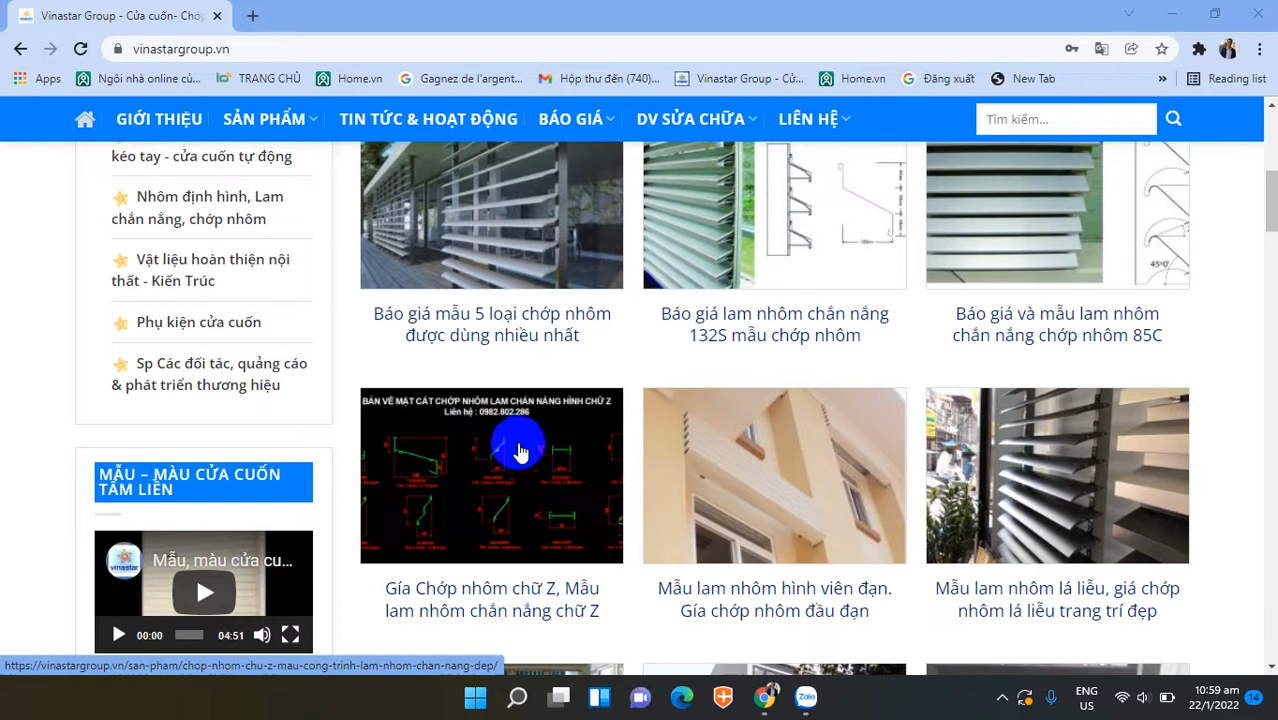 Vinastar Group - Cửa cuốn- Chớp
vinastargroup.vn
Apps
Ngôi nhà online củ...
TRANG CHỦ
Home.vn
Gagnez de l'argent...
Hộp thư đến (740)...
Vinastar Group - Cử...
Home.vn
Đăng xuất
New Tab
»
Reading list
GIỚI THIỆU
SẢN PHẨM
TIN TỨC & HOẠT ĐỘNG
BÁO GIÁ
DV SỬA CHỮA
LIÊN HỆ
Tìm kiếm...
kéo tay - cửa cuốn tự động
Nhôm định hình, Lam
chắn nắng, chớp nhôm
Vật liệu hoàn thiện nội
thất - Kiến Trúc
Phụ kiện cửa cuốn
Sp Các đối tác, quảng cáo
& phát triển thương hiệu
MẪU – MÀU CỬA CUỐN
TẤM LIỀN
vinastar
Mẫu, màu cửa cu...
00:00
04:51
45°
Báo giá mẫu 5 loại chớp nhôm
được dùng nhiều nhất
Báo giá lam nhôm chắn nắng
132S mẫu chớp nhôm
Báo giá và mẫu lam nhôm
chắn nắng chớp nhôm 85C
BẢN VẼ MẶT CẮT CHỚP NHÔM LAM CHẮN NẮNG HÌNH CHỮ Z
Liên hệ : 0982.802.286
Gía Chớp nhôm chữ Z, Mẫu
lam nhôm chắn nắng chữ Z
Mẫu lam nhôm hình viên đạn.
Gía chớp nhôm đầu đạn
Mẫu lam nhôm lá liễu, giá chớp
nhôm lá liễu trang trí đẹp
https://vinastargroup.vn/san-pham/chop-nhom-chu-z-mau-cong-trinh-lam-nhom-chan-nang-dep/
ENG
US
10:59 am
22/1/2022
14